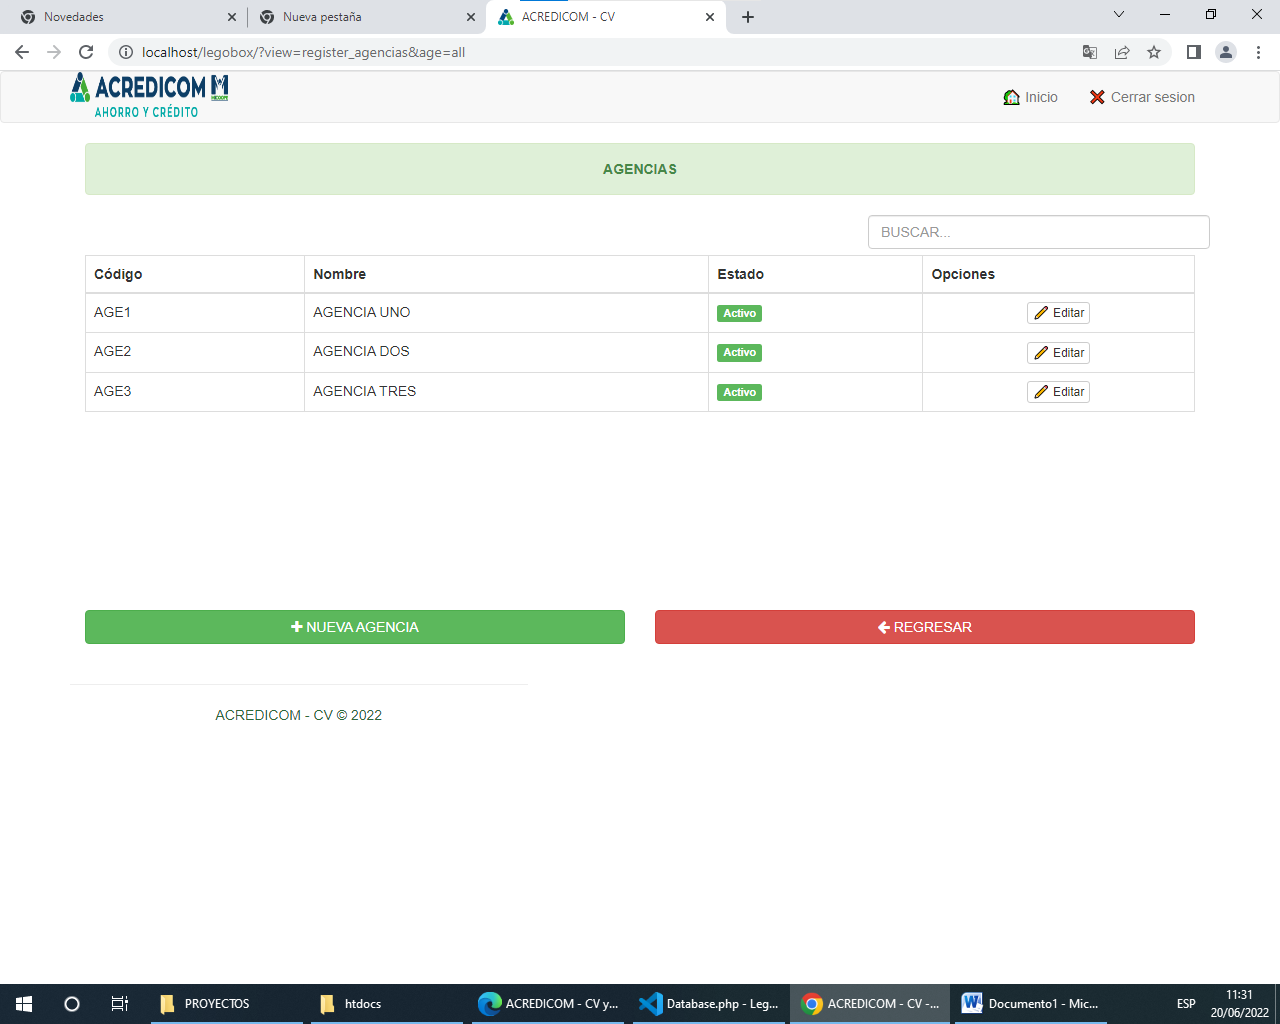 Novedades
Nueva pestaña
ACREDICOM - CV
localhost/legobox/?view=register_agencias&age=all
ACREDICOM
AHORRO Y CRÉDITO
Inicio
Cerrar sesion
AGENCIAS
BUSCAR...
Código Nombre Estado Opciones
AGE1 AGENCIA UNO Activo Editar
AGE2 AGENCIA DOS Activo Editar
AGE3 AGENCIA TRES Activo Editar
NUEVA AGENCIA
REGRESAR
ACREDICOM - CV © 2022
PROYECTOS
htdocs
ACREDICOM - CV y...
Database.php - Leg...
ACREDICOM - CV -...
Documento1 - Mic...
ESP
11:31
20/06/2022